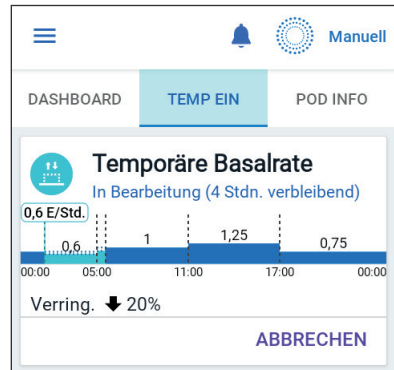 Manuell
DASHBOARD TEMP EIN POD INFO
Temporäre Basalrate
In Bearbeitung (4 Stdn. verbleibend)
0,6 E/Std.
0,6 1 1,25 0,75
00:00 05:00 11:00 17:00 00:00
Verring. 20%
ABBRECHEN